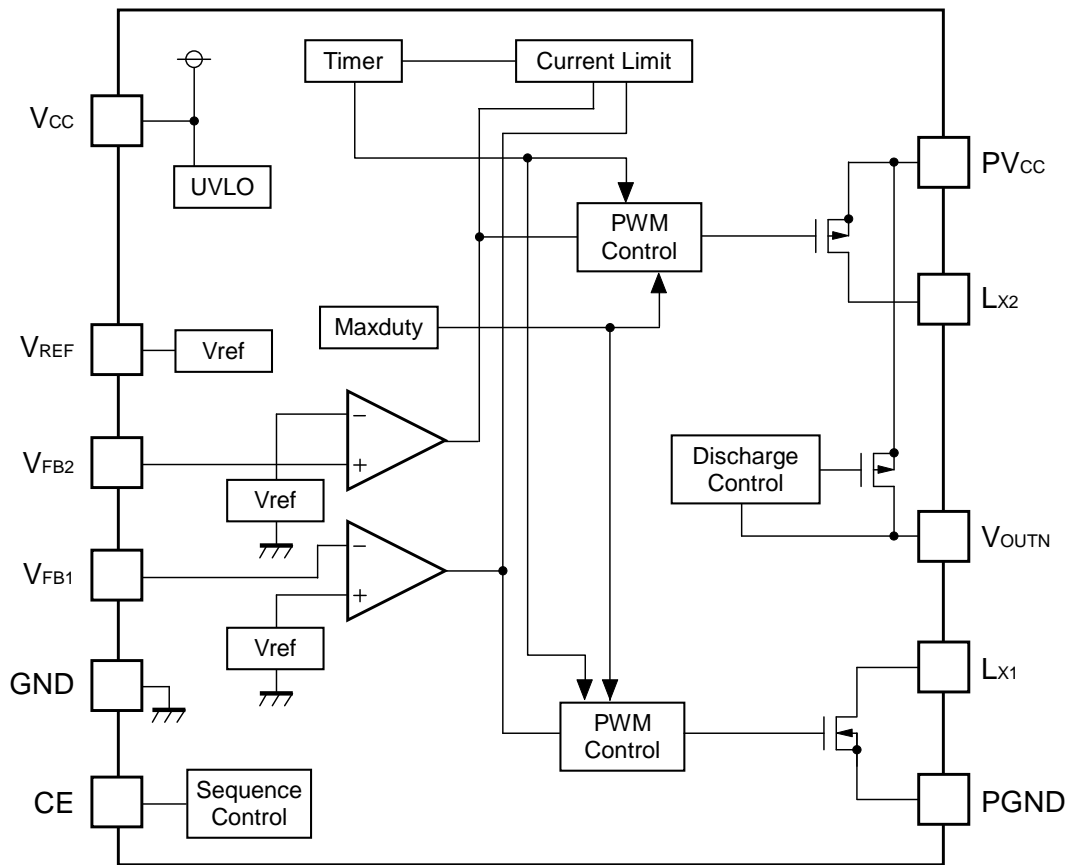 Timer
Current Limit
VCC
UVLO
PVCC
PWM
Control
LX2
Maxduty
VREF
Vref
−
VFB2
+
Vref
Discharge
Control
VOUTN
VFB1
−
+
Vref
GND
LX1
PWM
Control
CE
Sequence
Control
PGND